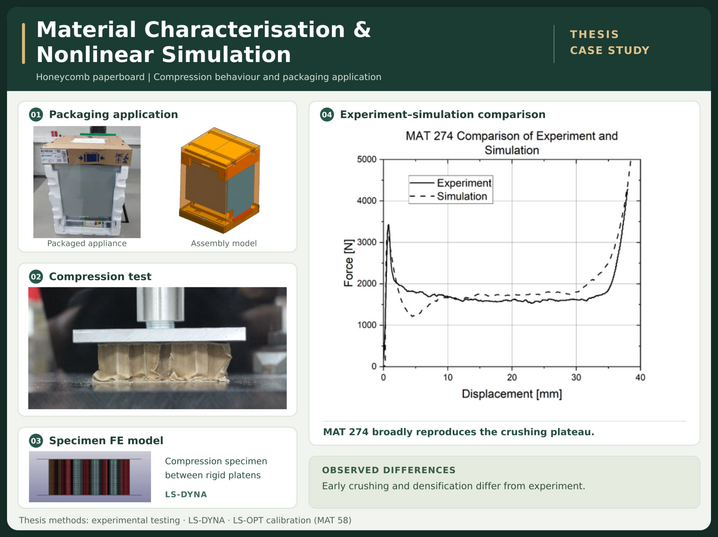 Material Characterisation &
Nonlinear Simulation
Honeycomb paperboard | Compression behaviour and packaging application
THESIS
CASE STUDY
01 Packaging application
Packaged appliance
Assembly model
02 Compression test
03 Specimen FE model
Compression specimen
between rigid platens
LS-DYNA
04 Experiment–simulation comparison
MAT 274 Comparison of Experiment and
Simulation
Experiment
Simulation
Force [N]
5000
4000
3000
2000
1000
0
0 10 20 30 40
Displacement [mm]
MAT 274 broadly reproduces the crushing plateau.
OBSERVED DIFFERENCES
Early crushing and densification differ from experiment.
Thesis methods: experimental testing · LS-DYNA · LS-OPT calibration (MAT 58)